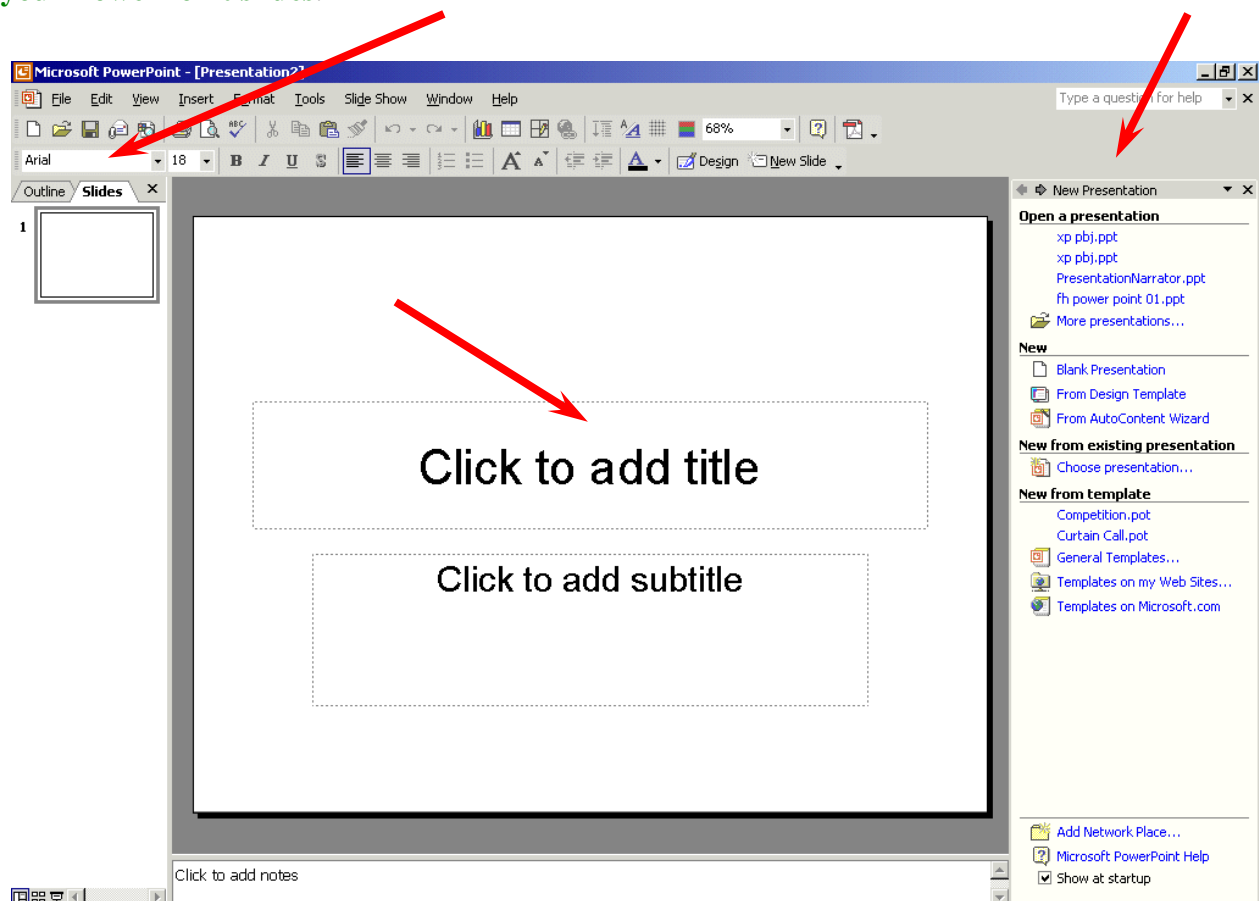 Microsoft PowerPoint - [Presentation2]
File Edit View Insert Format Tools Slide Show Window Help
Type a question for help
68%
Arial 18 B I U S A A A Design New Slide
Outline Slides
New Presentation
1
Open a presentation
xp pbj.ppt
xp pbj.ppt
PresentationNarrator.ppt
fh power point 01.ppt
More presentations...
New
Blank Presentation
From Design Template
From AutoContent Wizard
New from existing presentation
Choose presentation...
New from template
Competition.pot
Curtain Call.pot
General Templates...
Templates on my Web Sites...
Templates on Microsoft.com
Click to add title
Click to add subtitle
Add Network Place...
Microsoft PowerPoint Help
Show at startup
Click to add notes